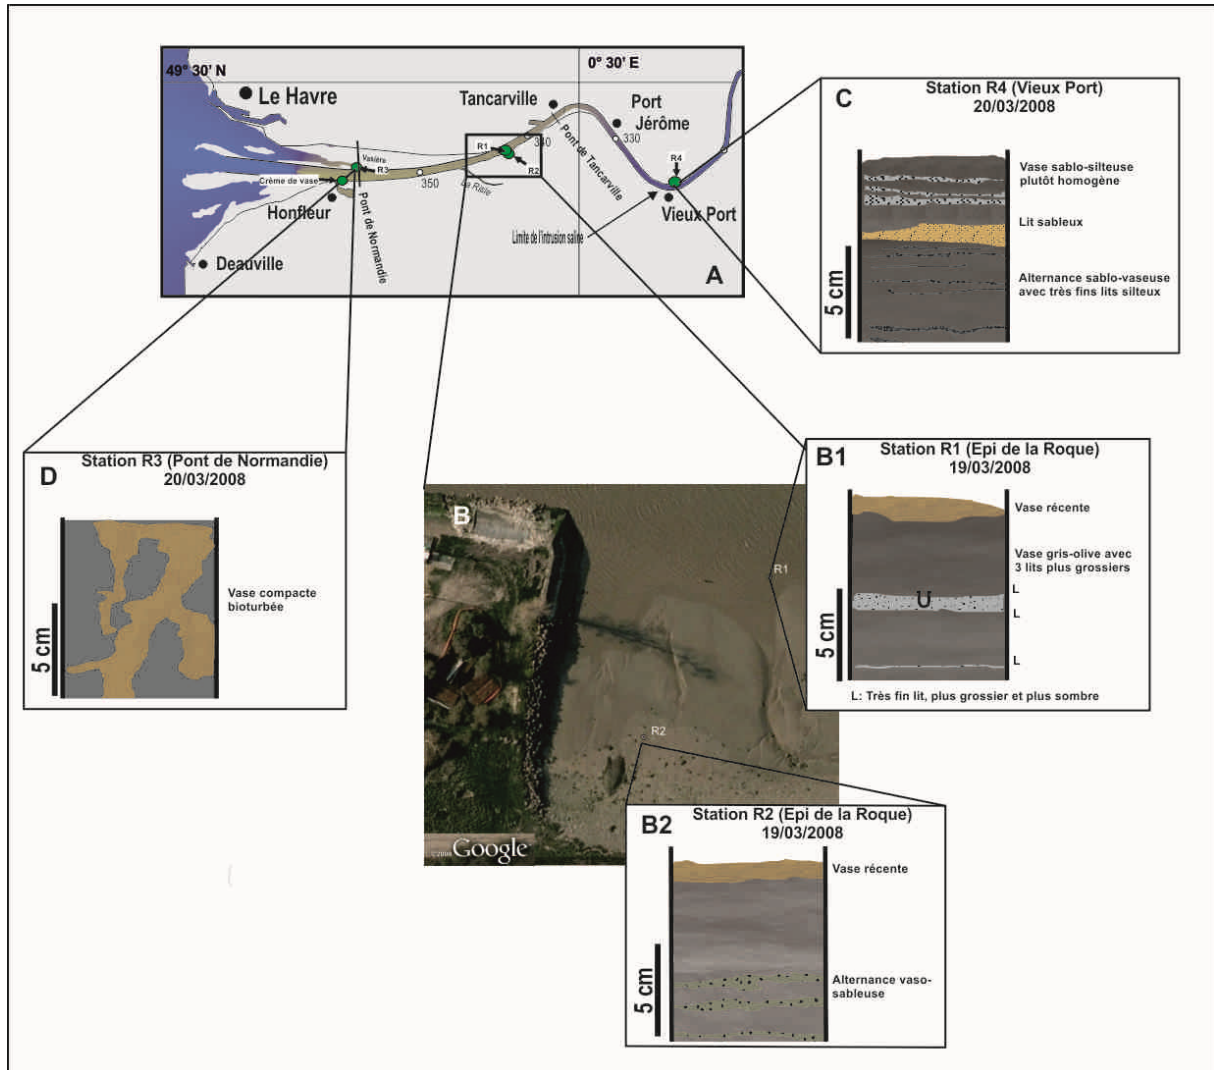 49° 30' N
0° 30' E
Le Havre
Tancarville
Port
Jérôme
340
330
350
R1
R2
R3
R4
Vasière
Crème de vase
La Risle
Honfleur
Pont de Normandie
Pont de Tancarville
Vieux Port
Limite de l'intrusion saline
Deauville
A
C
Station R4 (Vieux Port)
20/03/2008
Vase sablo-silteuse
plutôt homogène
Lit sableux
Alternance sablo-vaseuse
avec très fins lits silteux
5 cm
D
Station R3 (Pont de Normandie)
20/03/2008
Vase compacte
bioturbée
5 cm
B
R1
R2
Google
B1
Station R1 (Epi de la Roque)
19/03/2008
Vase récente
Vase gris-olive avec
3 lits plus grossiers
L
U
L
L
5 cm
L: Très fin lit, plus grossier et plus sombre
B2
Station R2 (Epi de la Roque)
19/03/2008
Vase récente
Alternance vaso-
sableuse
5 cm